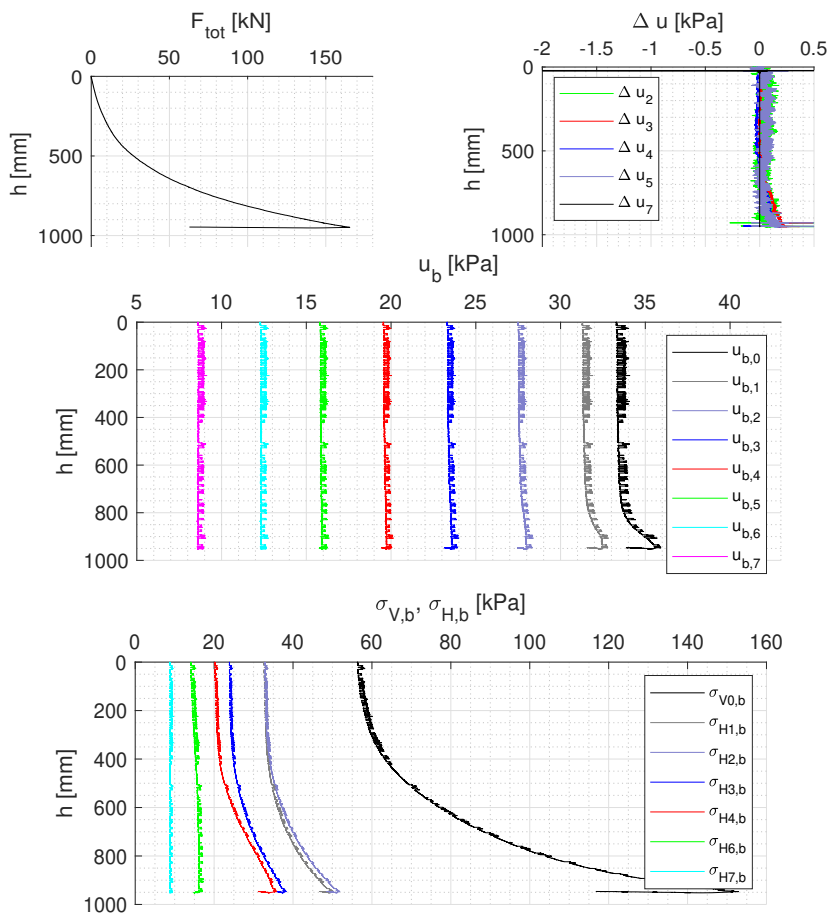 F_tot [kN]
0 50 100 150
0
500
1000
h [mm]
Δ u [kPa]
-2 -1.5 -1 -0.5 0 0.5
0
500
1000
h [mm]
Δ u_2
Δ u_3
Δ u_4
Δ u_5
Δ u_7
u_b [kPa]
5 10 15 20 25 30 35 40
0
200
400
600
800
1000
h [mm]
u_b,0
u_b,1
u_b,2
u_b,3
u_b,4
u_b,5
u_b,6
u_b,7
σ_V,b, σ_H,b [kPa]
0 20 40 60 80 100 120 140 160
0
200
400
600
800
1000
h [mm]
σ_V0,b
σ_H1,b
σ_H2,b
σ_H3,b
σ_H4,b
σ_H6,b
σ_H7,b